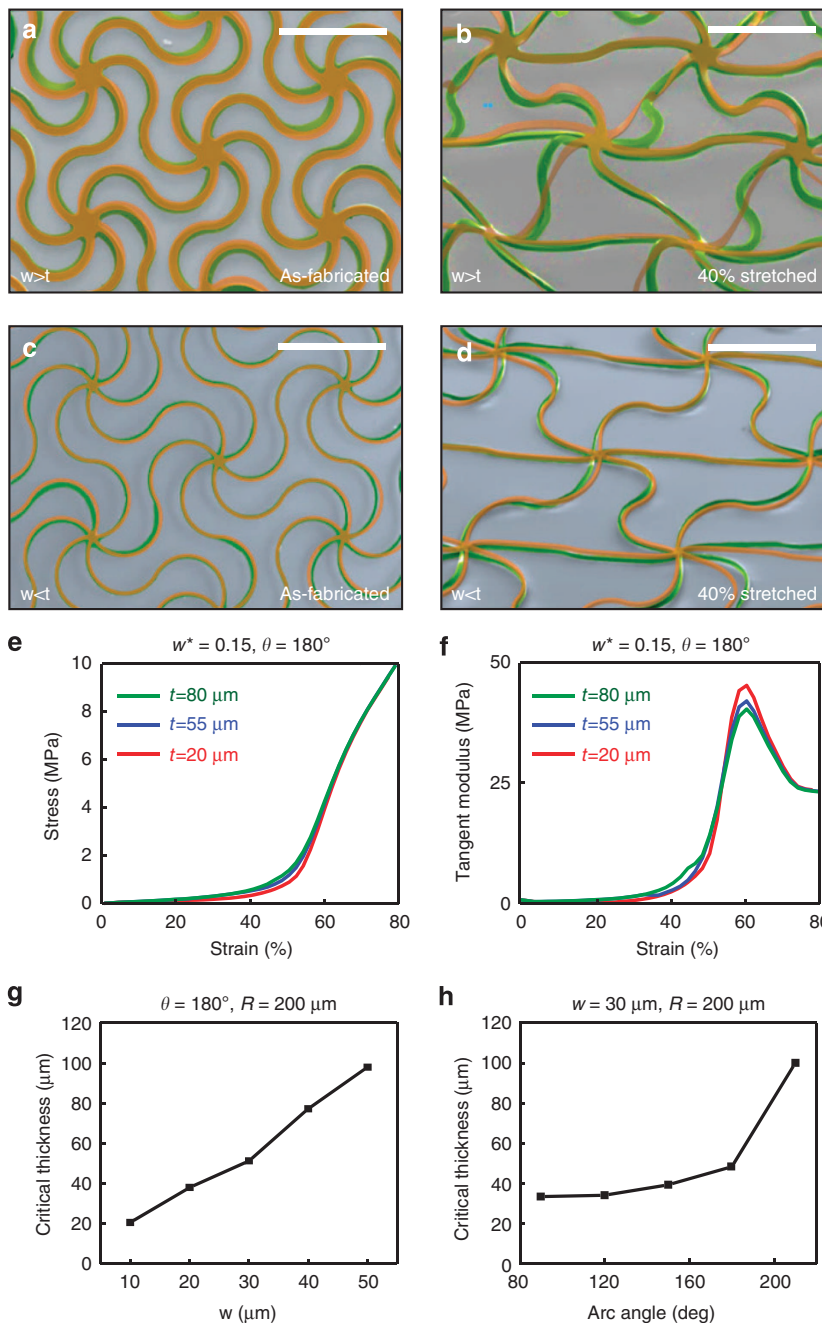 a
w>t
As-fabricated
b
w>t
40% stretched
c
w<t
As-fabricated
d
w<t
40% stretched
e
w* = 0.15, θ = 180°
10
8
6
4
2
0
Stress (MPa)
t=80 μm
t=55 μm
t=20 μm
0
20
40
60
80
Strain (%)
f
w* = 0.15, θ = 180°
50
25
0
Tangent modulus (MPa)
t=80 μm
t=55 μm
t=20 μm
0
20
40
60
80
Strain (%)
g
θ = 180°, R = 200 μm
120
100
80
60
40
20
0
Critical thickness (μm)
10
20
30
40
50
w (μm)
h
w = 30 μm, R = 200 μm
120
100
80
60
40
20
0
Critical thickness (μm)
80
120
160
200
Arc angle (deg)